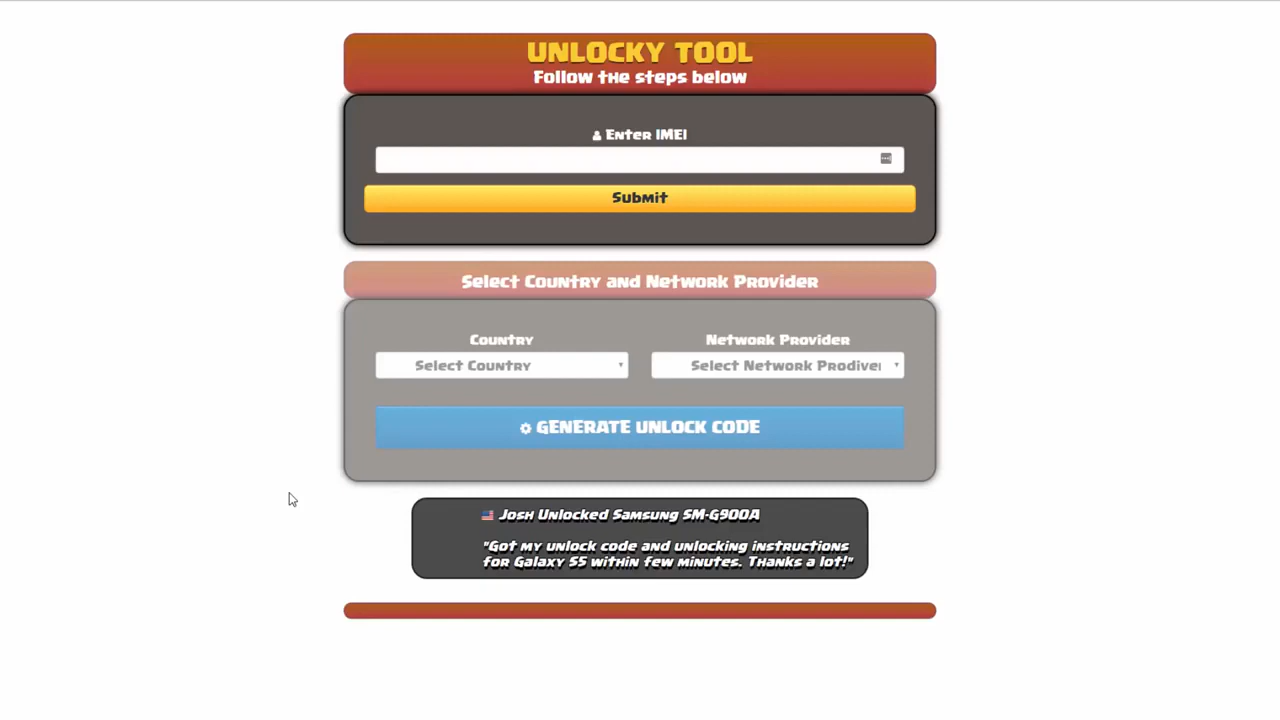 UNLOCKY TOOL
Follow the steps below
Enter IMEI
Submit
Select Country and Network Provider
Country
Network Provider
Select Country
Select Network Prodiver
GENERATE UNLOCK CODE
Josh Unlocked Samsung SM-G900A
"Got my unlock code and unlocking instructions
for Galaxy S5 within few minutes. Thanks a lot!"